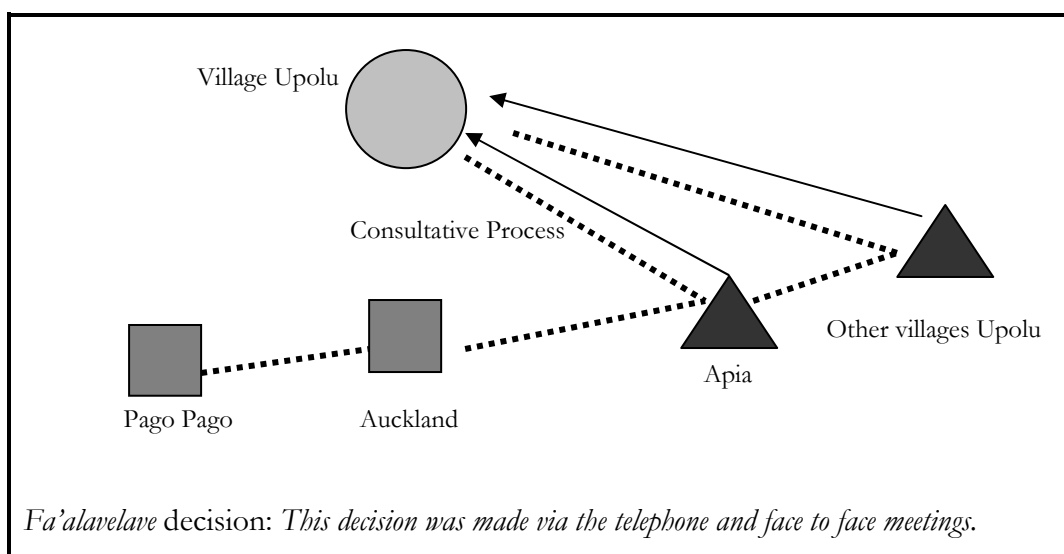 Village Upolu
Consultative Process
Other villages Upolu
Apia
Pago Pago
Auckland
Fa’alavelave decision: This decision was made via the telephone and face to face meetings.